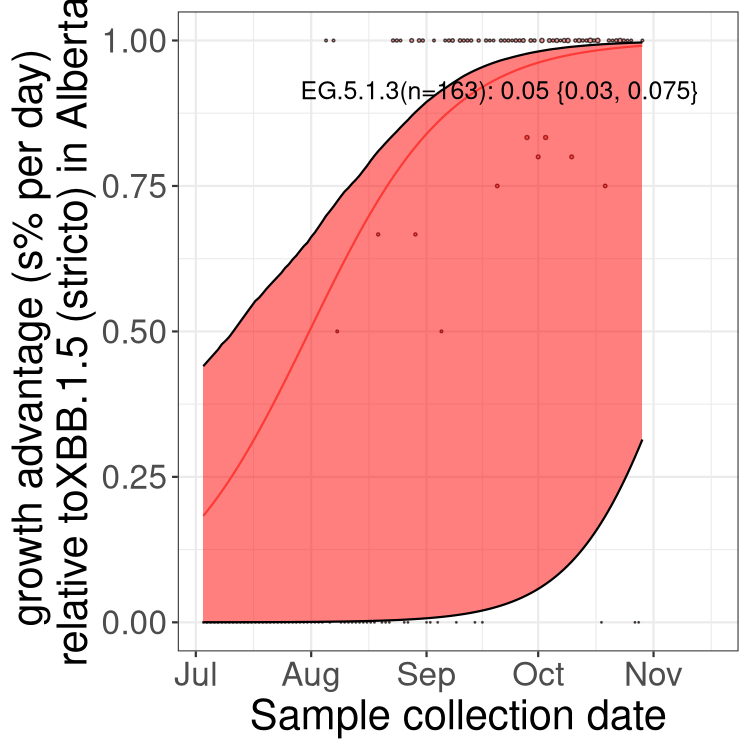 growth advantage (s% per day)
relative toXBB.1.5 (stricto) in Alberta
1.00
0.75
0.50
0.25
0.00
EG.5.1.3(n=163): 0.05 {0.03, 0.075}
Jul Aug Sep Oct Nov
Sample collection date